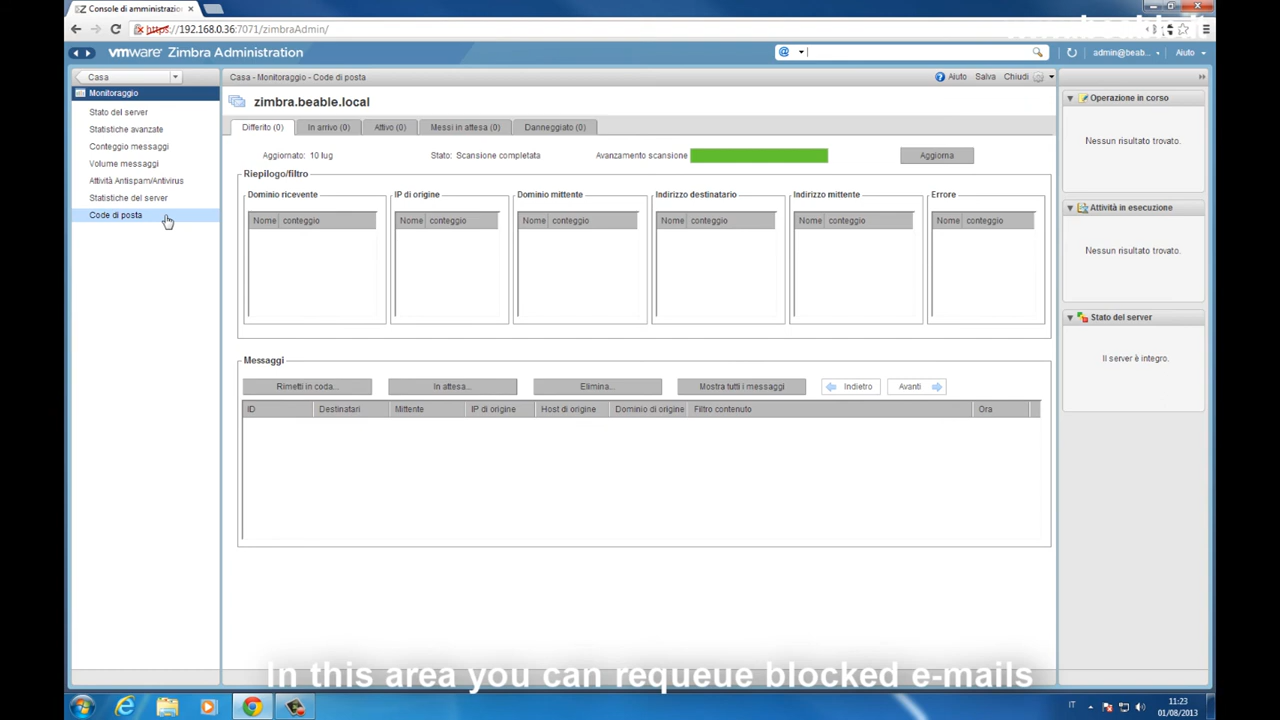 Console di amministrazio
https://192.168.0.36:7071/zimbraAdmin/
vmware Zimbra Administration
@
admin@beab...
Aiuto
Casa
Casa - Monitoraggio - Code di posta
Aiuto Salva Chiudi
Monitoraggio
Stato del server
Statistiche avanzate
Conteggio messaggi
Volume messaggi
Attività Antispam/Antivirus
Statistiche del server
Code di posta
zimbra.beable.local
Differito (0) In arrivo (0) Attivo (0) Messi in attesa (0) Danneggiato (0)
Aggiornato: 10 lug Stato: Scansione completata Avanzamento scansione Aggiorna
Riepilogo/filtro
Dominio ricevente IP di origine Dominio mittente Indirizzo destinatario Indirizzo mittente Errore
Nome conteggio Nome conteggio Nome conteggio Nome conteggio Nome conteggio Nome conteggio
Messaggi
Rimetti in coda... In attesa... Elimina... Mostra tutti i messaggi Indietro Avanti
ID Destinatari Mittente IP di origine Host di origine Dominio di origine Filtro contenuto Ora
Operazione in corso
Nessun risultato trovato.
Attività in esecuzione
Nessun risultato trovato.
Stato del server
Il server è integro.
In this area you can requeue blocked e-mails
IT
11:23
01/08/2013